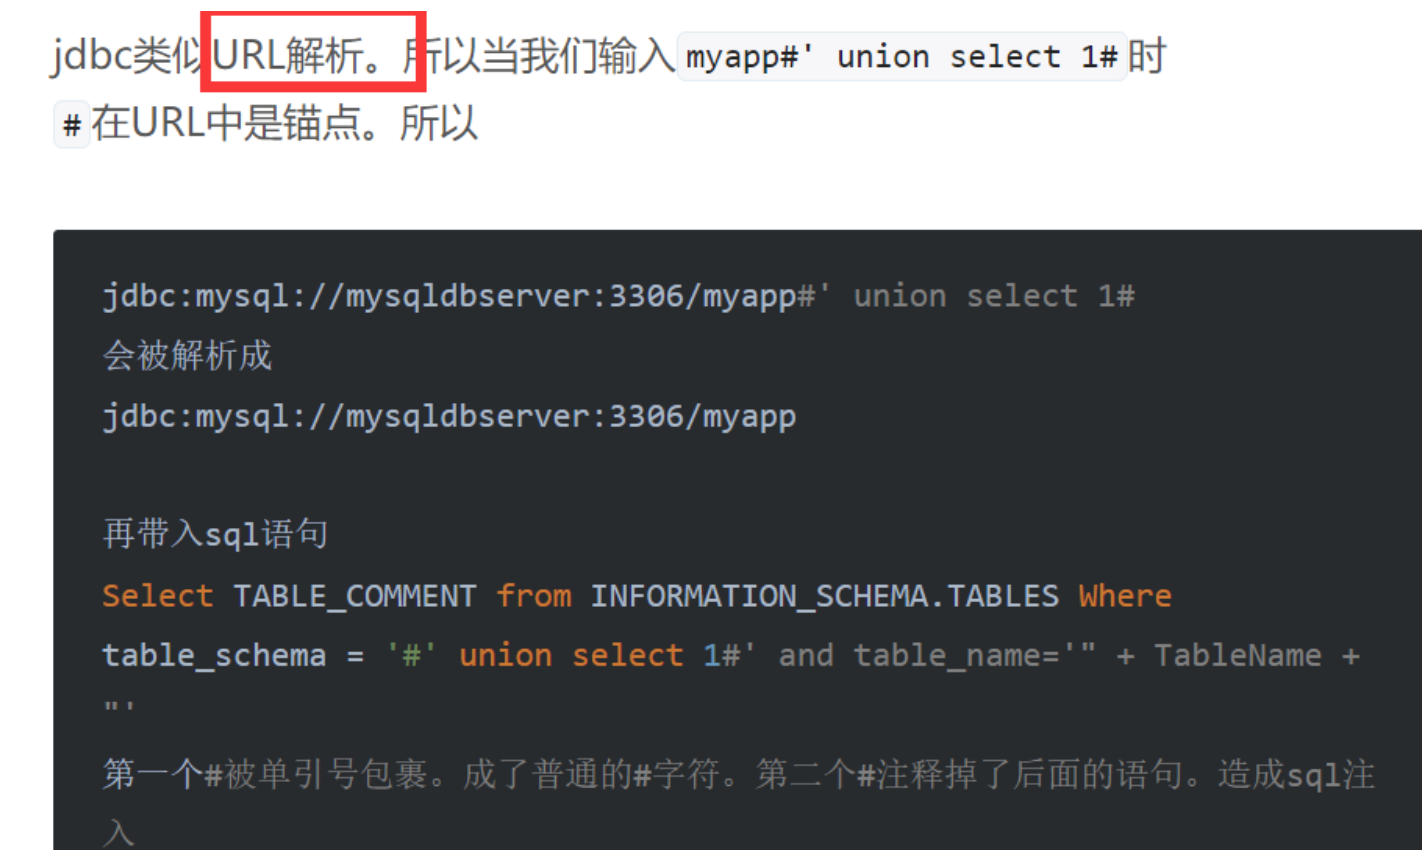 jdbc类似URL解析。所以当我们输入myapp#' union select 1#时
#在URL中是锚点。所以
jdbc:mysql://mysqldbserver:3306/myapp#' union select 1#
会被解析成
jdbc:mysql://mysqldbserver:3306/myapp
再带入sql语句
Select TABLE_COMMENT from INFORMATION_SCHEMA.TABLES Where
table_schema = '#' union select 1#' and table_name='" + TableName +
"'
第一个#被单引号包裹。成了普通的#字符。第二个#注释掉了后面的语句。造成sql注
入